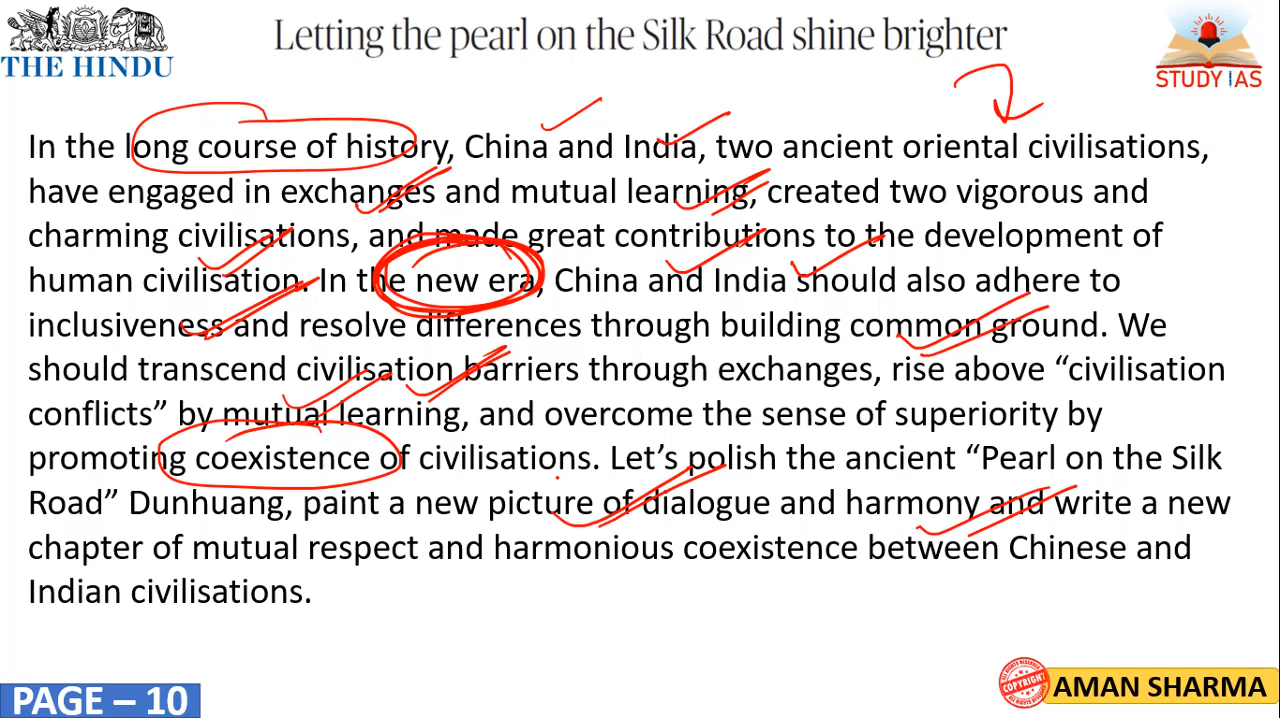 Letting the pearl on the Silk Road shine brighter
THE HINDU
STUDY IAS
In the long course of history, China and India, two ancient oriental civilisations,
have engaged in exchanges and mutual learning, created two vigorous and
charming civilisations, and made great contributions to the development of
human civilisation. In the new era, China and India should also adhere to
inclusiveness and resolve differences through building common ground. We
should transcend civilisation barriers through exchanges, rise above “civilisation
conflicts” by mutual learning, and overcome the sense of superiority by
promoting coexistence of civilisations. Let’s polish the ancient “Pearl on the Silk
Road” Dunhuang, paint a new picture of dialogue and harmony and write a new
chapter of mutual respect and harmonious coexistence between Chinese and
Indian civilisations.
PAGE – 10
COPYRIGHT
AMAN SHARMA